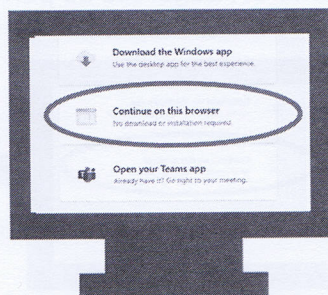 Download the Windows app
Use the desktop app for the best experience.
Continue on this browser
No download or installation required.
Open your Teams app
Already have it? Go right to your meeting.